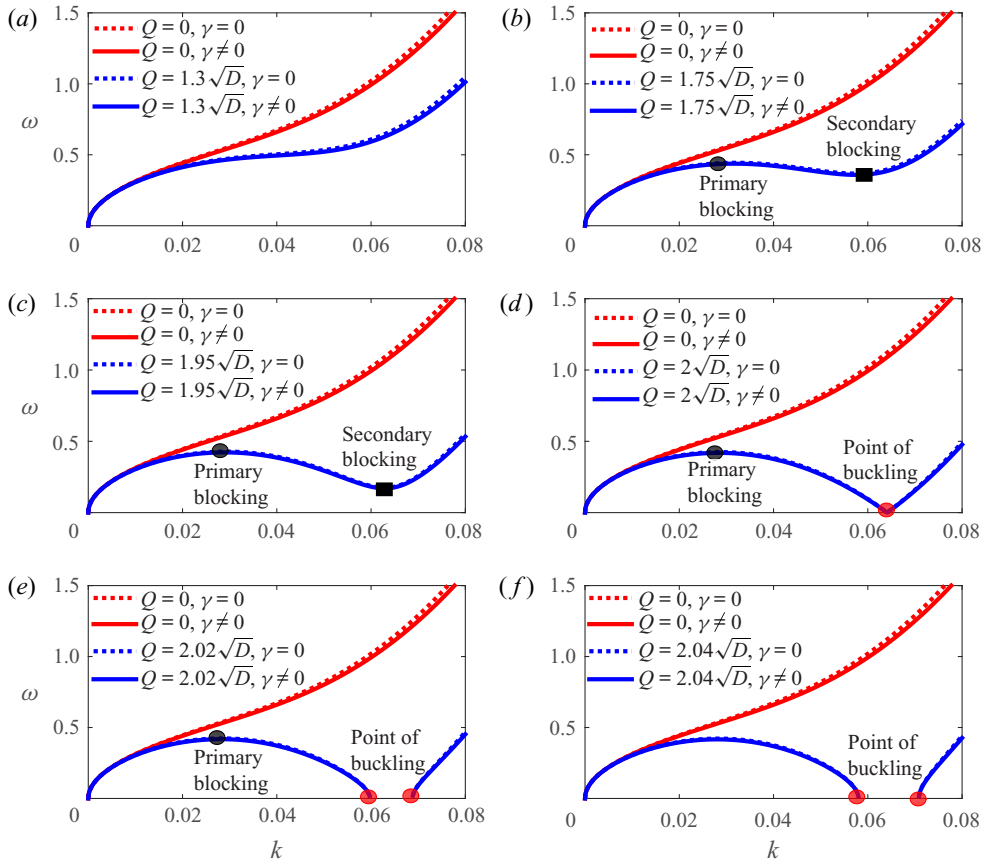 (a)
1.5
1.0
0.5
0
ω
Q = 0, γ = 0
Q = 0, γ ≠ 0
Q = 1.3√D, γ = 0
Q = 1.3√D, γ ≠ 0
0.02 0.04 0.06 0.08
(b)
1.5
1.0
0.5
0
Q = 0, γ = 0
Q = 0, γ ≠ 0
Q = 1.75√D, γ = 0
Q = 1.75√D, γ ≠ 0
Secondary
blocking
Primary
blocking
0.02 0.04 0.06 0.08
(c)
1.5
1.0
0.5
0
ω
Q = 0, γ = 0
Q = 0, γ ≠ 0
Q = 1.95√D, γ = 0
Q = 1.95√D, γ ≠ 0
Secondary
blocking
Primary
blocking
0.02 0.04 0.06 0.08
(d)
1.5
1.0
0.5
0
Q = 0, γ = 0
Q = 0, γ ≠ 0
Q = 2√D, γ = 0
Q = 2√D, γ ≠ 0
Point of
buckling
Primary
blocking
0.02 0.04 0.06 0.08
(e)
1.5
1.0
0.5
0
ω
Q = 0, γ = 0
Q = 0, γ ≠ 0
Q = 2.02√D, γ = 0
Q = 2.02√D, γ ≠ 0
Primary
blocking
Point of
buckling
0.02 0.04 0.06 0.08
k
(f)
1.5
1.0
0.5
0
Q = 0, γ = 0
Q = 0, γ ≠ 0
Q = 2.04√D, γ = 0
Q = 2.04√D, γ ≠ 0
Point of
buckling
0.02 0.04 0.06 0.08
k